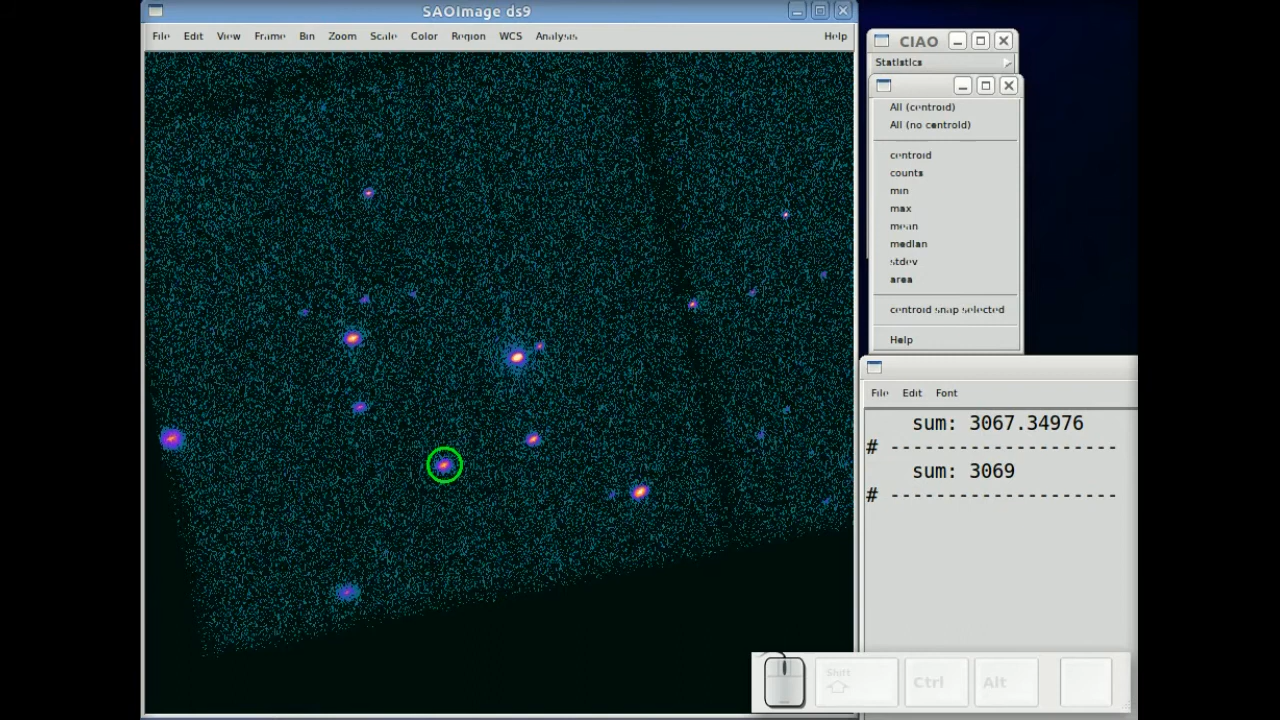 SAOImage ds9
File Edit View Frame Bin Zoom Scale Color Region WCS Analysis Help
CIAO
Statistics
All (centroid)
All (no centroid)
centroid
counts
min
max
mean
median
stdev
area
centroid snap selected
Help
File Edit Font
sum: 3067.34976
# --------------------
sum: 3069
# --------------------
Shift Ctrl Alt